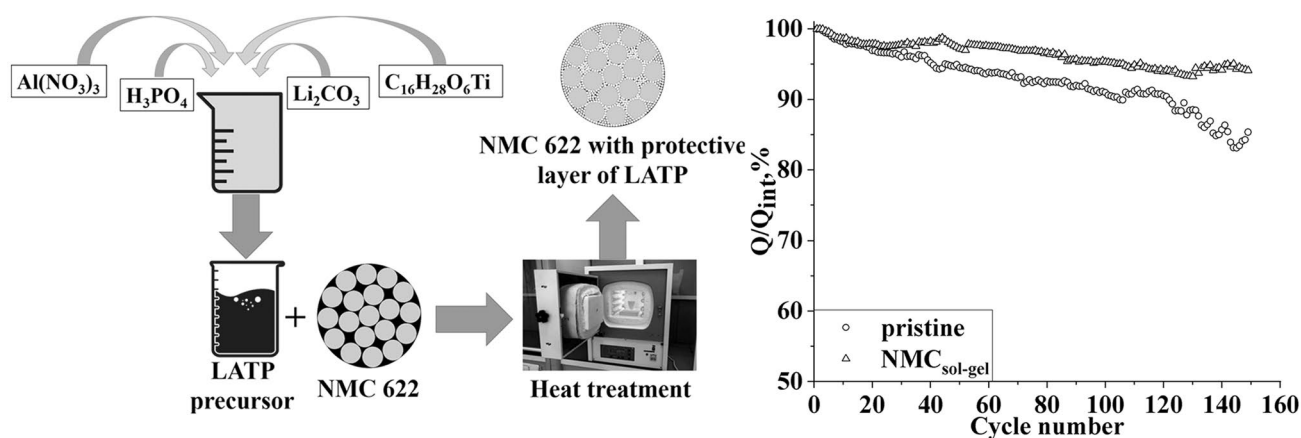 Al(NO₃)₃
H₃PO₄
Li₂CO₃
C₁₆H₂₈O₆Ti
LATP
precursor
+
NMC 622
Heat treatment
NMC 622 with protective
layer of LATP
Q/Q_int,%
100
90
80
70
60
50
pristine
NMC_sol-gel
0 20 40 60 80 100 120 140 160
Cycle number